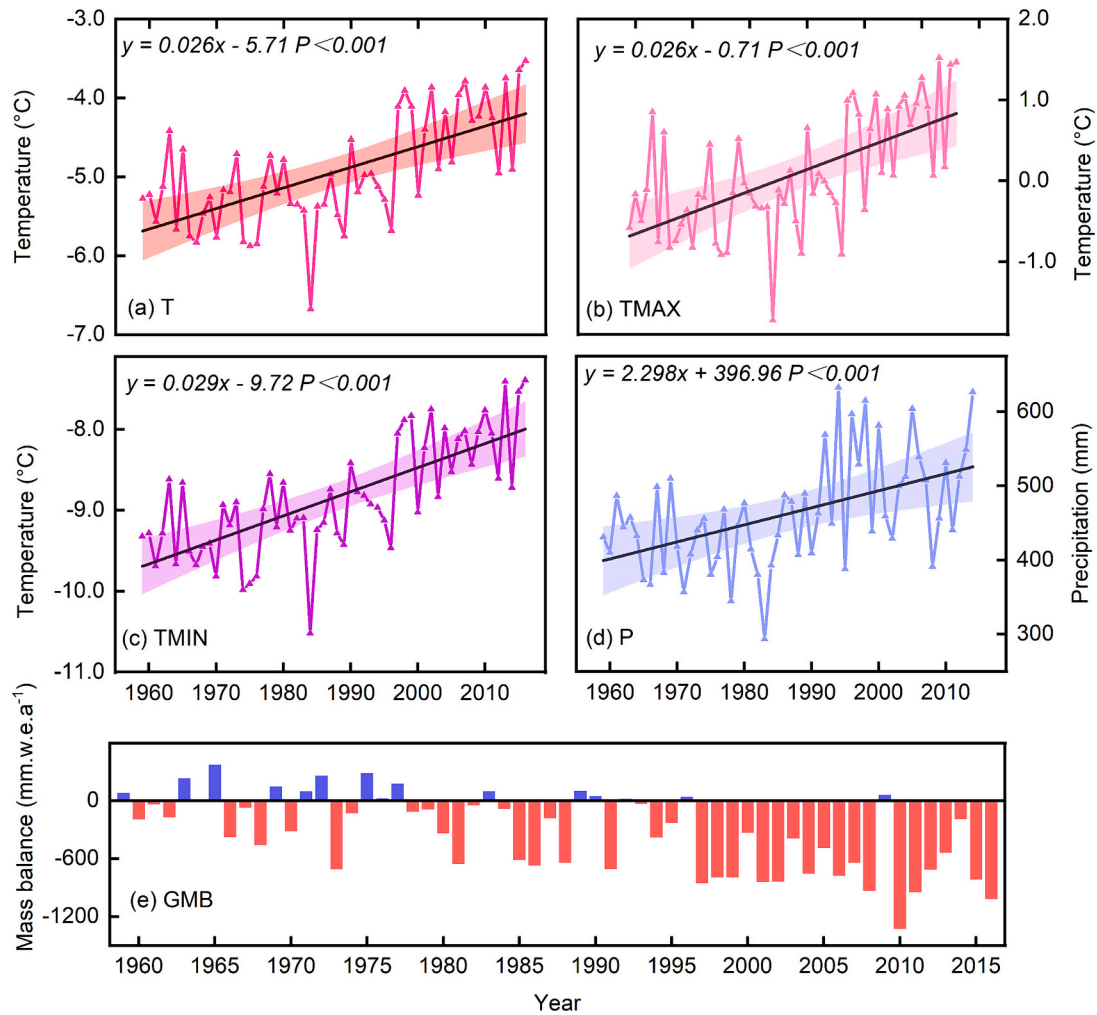 -3.0
-4.0
-5.0
-6.0
-7.0
Temperature (°C)
y = 0.026x - 5.71 P<0.001
(a) T
y = 0.026x - 0.71 P<0.001
(b) TMAX
2.0
1.0
0.0
-1.0
Temperature (°C)
-8.0
-9.0
-10.0
-11.0
Temperature (°C)
y = 0.029x - 9.72 P<0.001
(c) TMIN
1960 1970 1980 1990 2000 2010
y = 2.298x + 396.96 P<0.001
(d) P
600
500
400
300
Precipitation (mm)
1960 1970 1980 1990 2000 2010
Mass balance (mm.w.e.a-1)
0
-600
-1200
(e) GMB
1960 1965 1970 1975 1980 1985 1990 1995 2000 2005 2010 2015
Year